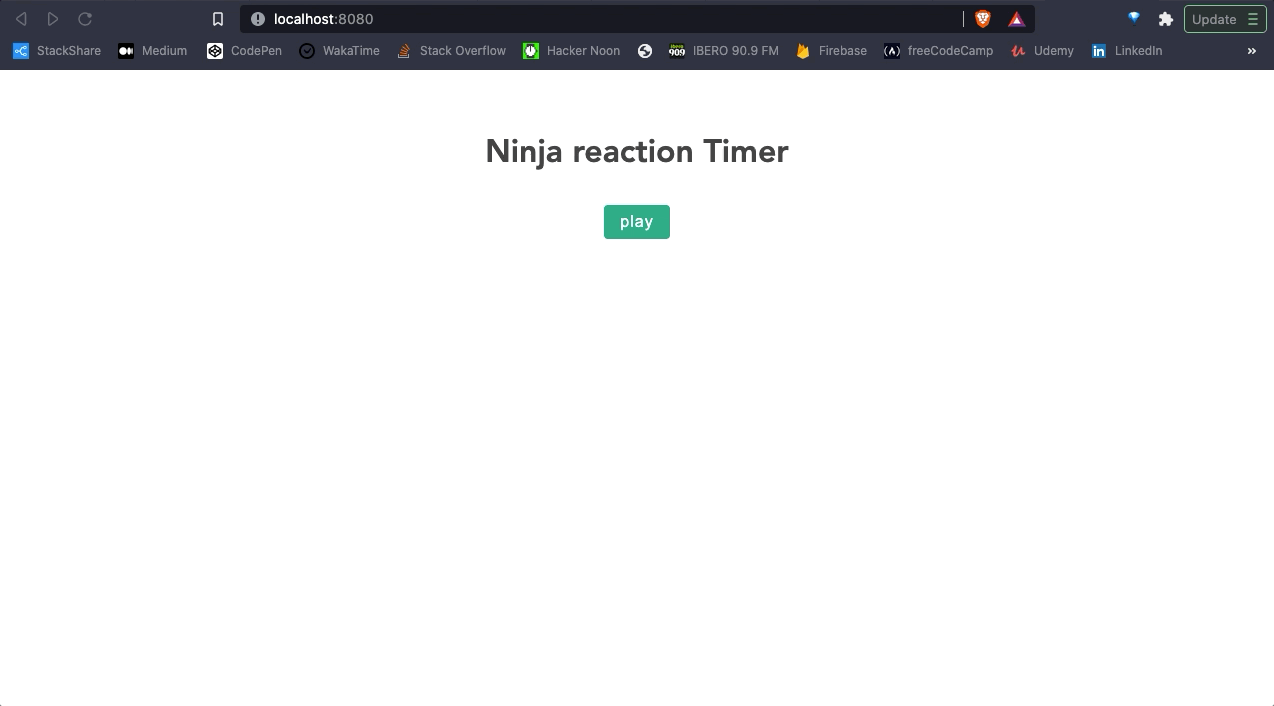 localhost:8080
Update
StackShare Medium CodePen WakaTime Stack Overflow Hacker Noon IBERO 90.9 FM Firebase freeCodeCamp Udemy LinkedIn »
Ninja reaction Timer
play